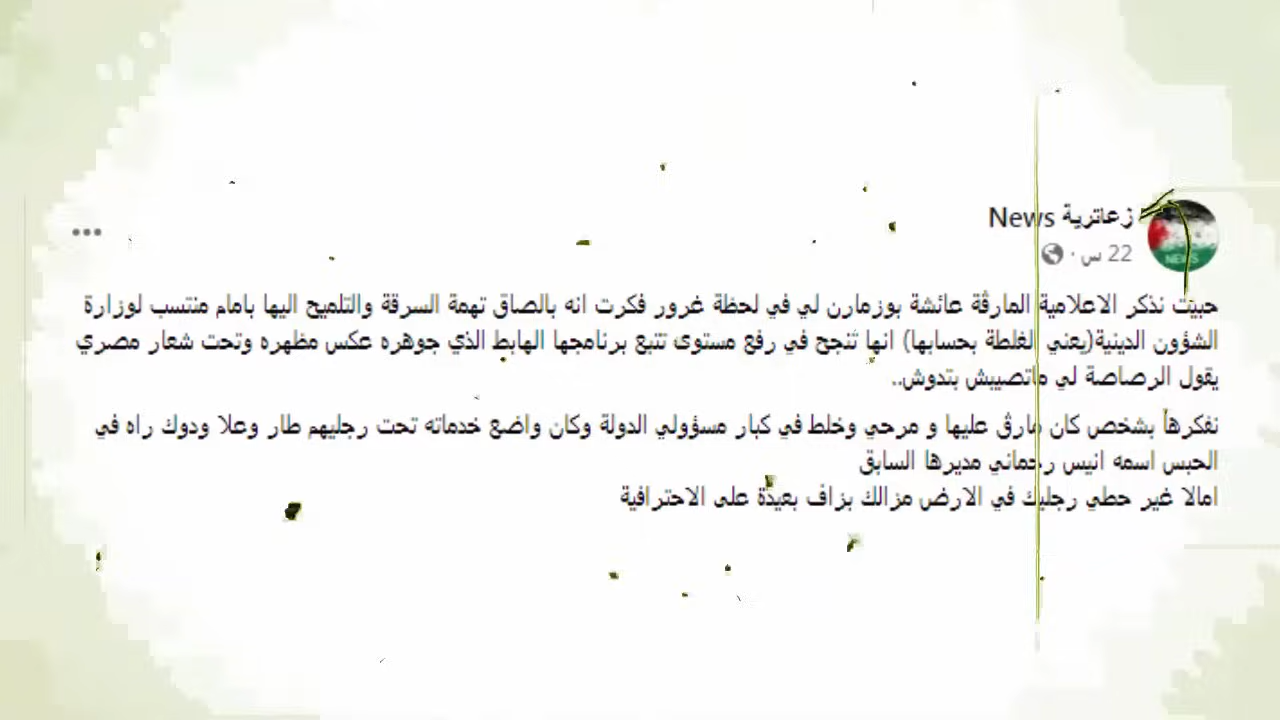 زعاترية News
22 س ·
حبيت نذكر الاعلامية المارقة عائشة بوزمارن لي في لحظة غرور فكرت انه بالصاق تهمة السرقة والتلميح اليها بامام منتسب لوزارة
الشؤون الدينية(يعني الغلطة بحسابها) انها تنجح في رفع مستوى تتبع برنامجها الهابط الذي جوهره عكس مظهره وتحت شعار مصري
يقول الرصاصة لي ماتصيبش بتدوش..
نفكرها بشخص كان مارڨ عليها و مرحي وخلط في كبار مسؤولي الدولة وكان واضع خدماته تحت رجليهم طار وعلا ودوك راه في
الحبس اسمه انيس رحماني مديرها السابق
امالا غير حطي رجليك في الارض مزالك بزاف بعيدة على الاحترافية
NEWS